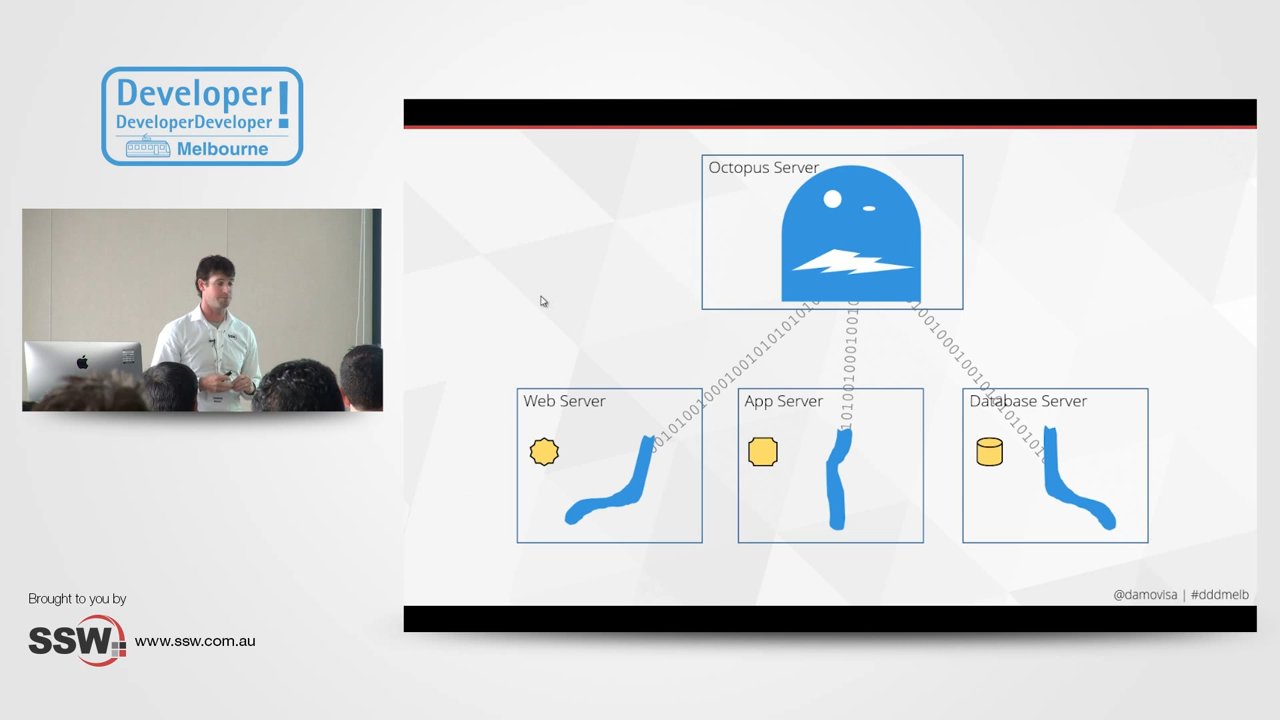 Developer!
DeveloperDeveloper
Melbourne
Octopus Server
Web Server
App Server
Database Server
@damovisa | #dddmelb
Brought to you by
SSW
www.ssw.com.au